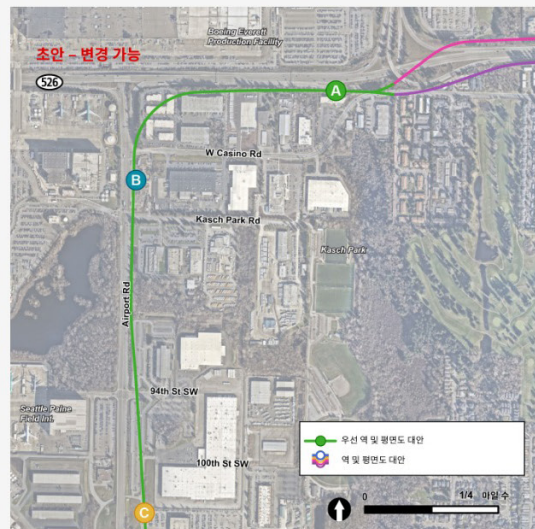 Boeing Everett
Production Facility
초안 – 변경 가능
526
A
W Casino Rd
B
Kasch Park Rd
Kasch Park
Airport Rd
94th St SW
Seattle Paine
Field Int.
100th St SW
C
우선 역 및 평면도 대안
역 및 평면도 대안
0 1/4 마일 수